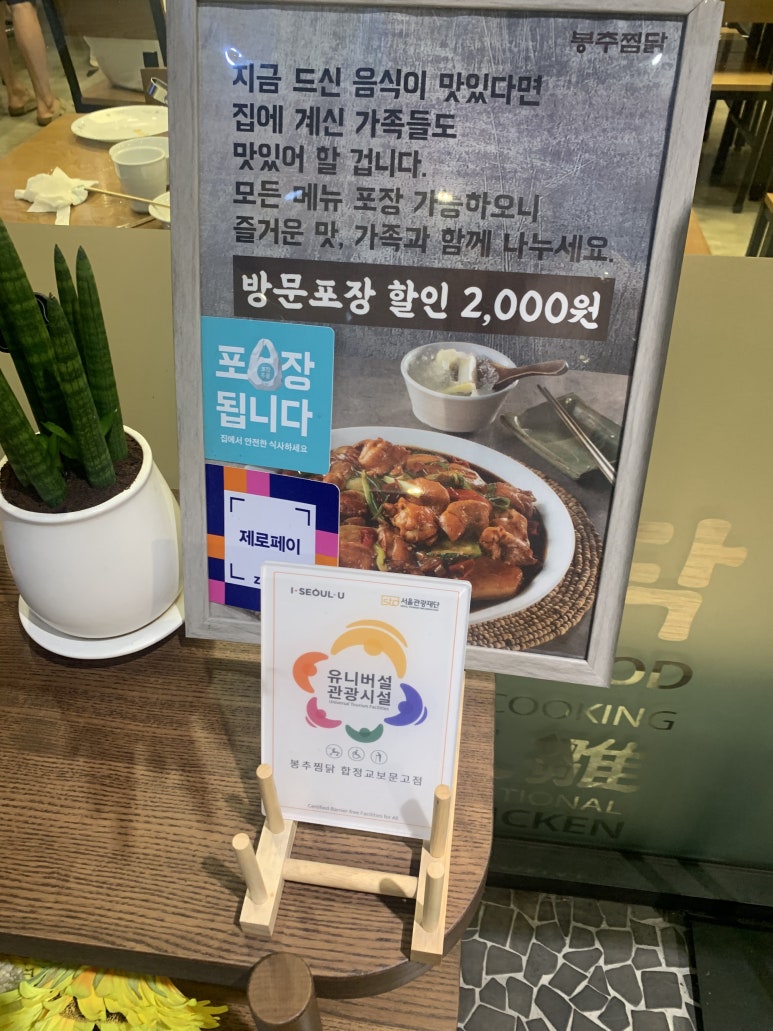 봉추찜닭
지금 드신 음식이 맛있다면
집에 계신 가족들도
맛있어 할 겁니다.
모든 메뉴 포장 가능하오니
즐거운 맛, 가족과 함께 나누세요.
방문포장 할인 2,000원
포장
됩니다
집에서 안전한 식사하세요
제로페이
Z
I·SEOUL·U
sto 서울관광재단
유니버설
관광시설
Universal Tourism Facilities
봉추찜닭 합정교보문고점
Certified Barrier-free Facilities for All
닭
OOD
COOKING
雛
TIONAL
ICKEN